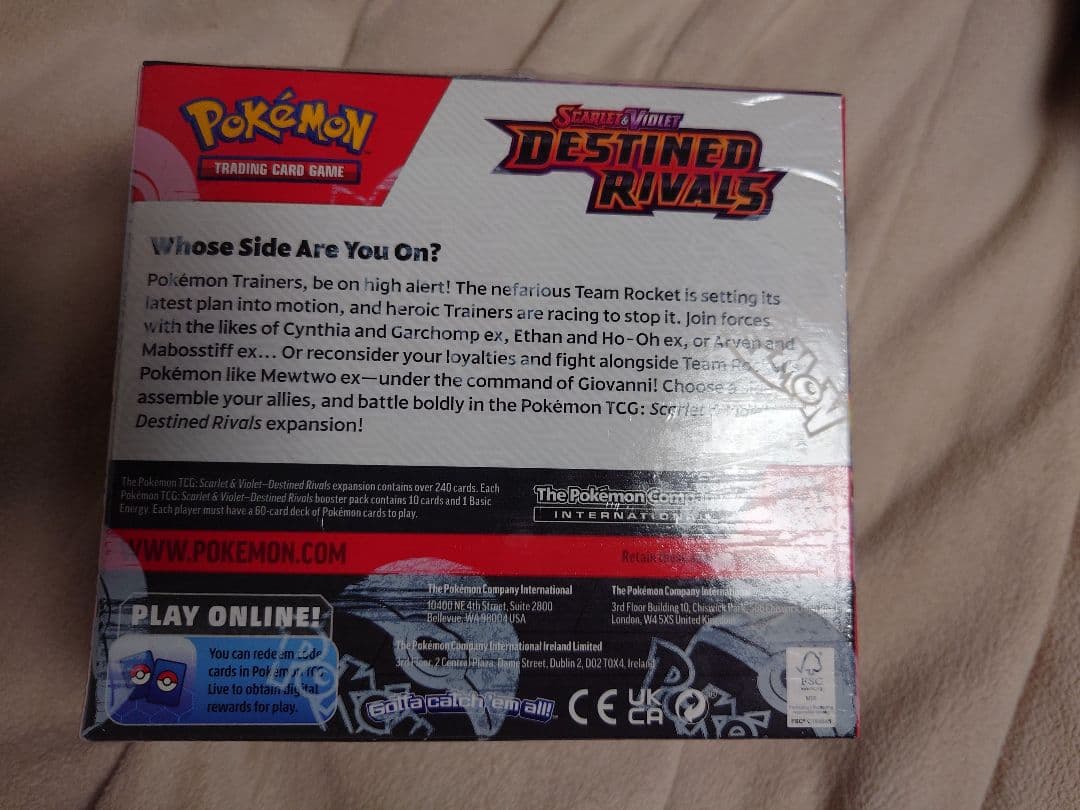 POKéMON
TRADING CARD GAME
SCARLET & VIOLET
DESTINED
RIVALS
Whose Side Are You On?
Pokémon Trainers, be on high alert! The nefarious Team Rocket is setting its
latest plan into motion, and heroic Trainers are racing to stop it. Join forces
with the likes of Cynthia and Garchomp ex, Ethan and Ho-Oh ex, or Arven and
Mabosstiff ex... Or reconsider your loyalties and fight alongside Team
Pokémon like Mewtwo ex—under the command of Giovanni! Choose a
assemble your allies, and battle boldly in the Pokémon TCG: Scarlet &
Destined Rivals expansion!
The Pokémon TCG: Scarlet & Violet—Destined Rivals expansion contains over 240 cards. Each
Pokémon TCG: Scarlet & Violet—Destined Rivals booster pack contains 10 cards and 1 Basic
Energy. Each player must have a 60-card deck of Pokémon cards to play.
The Pokémon Company
INTERNATIONAL
WWW.POKEMON.COM
Retain
PLAY ONLINE!
You can redeem code
cards in Pokémon TCG
Live to obtain digital
rewards for play.
The Pokémon Company International
10400 NE 4th Street, Suite 2800
Bellevue, WA 98004 USA
The Pokémon Company International
3rd Floor Building 10, Chiswick Park,
London, W4 5XS United Kingdom
The Pokémon Company International Ireland Limited
3rd Floor, 2 Central Plaza, Dame Street, Dublin 2, D02 T0X4, Ireland
Gotta catch 'em all!
CE
UK
CA
FSC
MIX